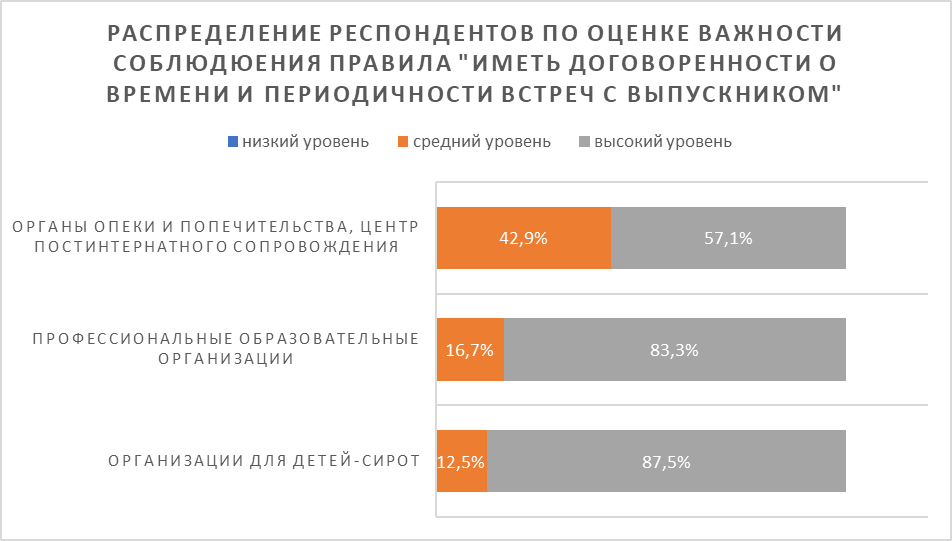 РАСПРЕДЕЛЕНИЕ РЕСПОНДЕНТОВ ПО ОЦЕНКЕ ВАЖНОСТИ
СОБЛЮДЮЕНИЯ ПРАВИЛА "ИМЕТЬ ДОГОВОРЕННОСТИ О
ВРЕМЕНИ И ПЕРИОДИЧНОСТИ ВСТРЕЧ С ВЫПУСКНИКОМ"
низкий уровень средний уровень высокий уровень
ОРГАНЫ ОПЕКИ И ПОПЕЧИТЕЛЬСТВА, ЦЕНТР
ПОСТИНТЕРНАТНОГО СОПРОВОЖДЕНИЯ
42,9% 57,1%
ПРОФЕССИОНАЛЬНЫЕ ОБРАЗОВАТЕЛЬНЫЕ
ОРГАНИЗАЦИИ
16,7% 83,3%
ОРГАНИЗАЦИИ ДЛЯ ДЕТЕЙ-СИРОТ
12,5% 87,5%